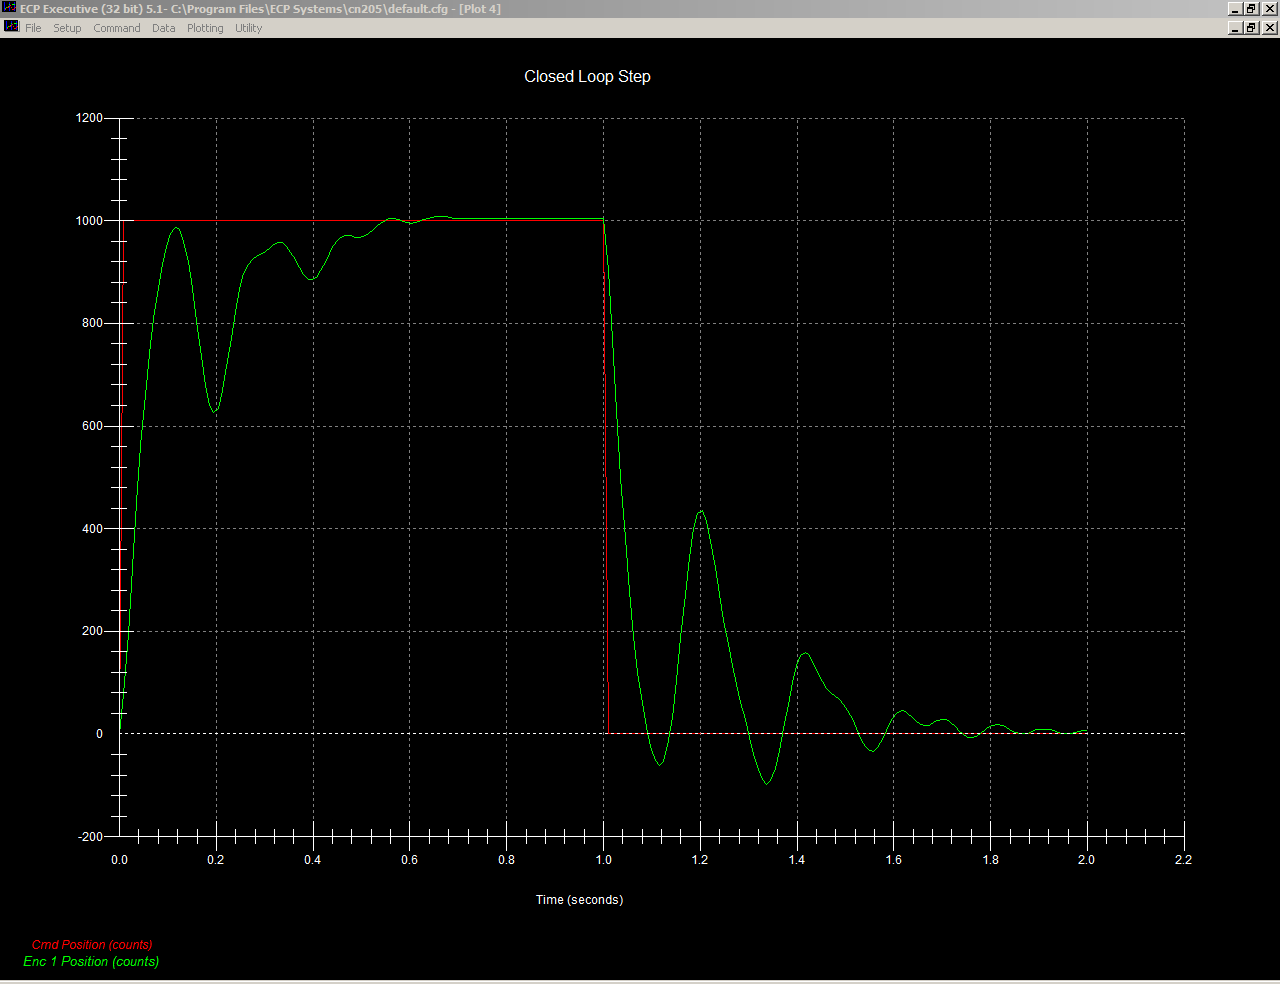 ECP Executive (32 bit) 5.1- C:\Program Files\ECP Systems\cn205\default.cfg - [Plot 4]
File Setup Command Data Plotting Utility
Closed Loop Step
1200
1000
800
600
400
200
0
-200
0.0 0.2 0.4 0.6 0.8 1.0 1.2 1.4 1.6 1.8 2.0 2.2
Time (seconds)
Cmd Position (counts)
Enc 1 Position (counts)